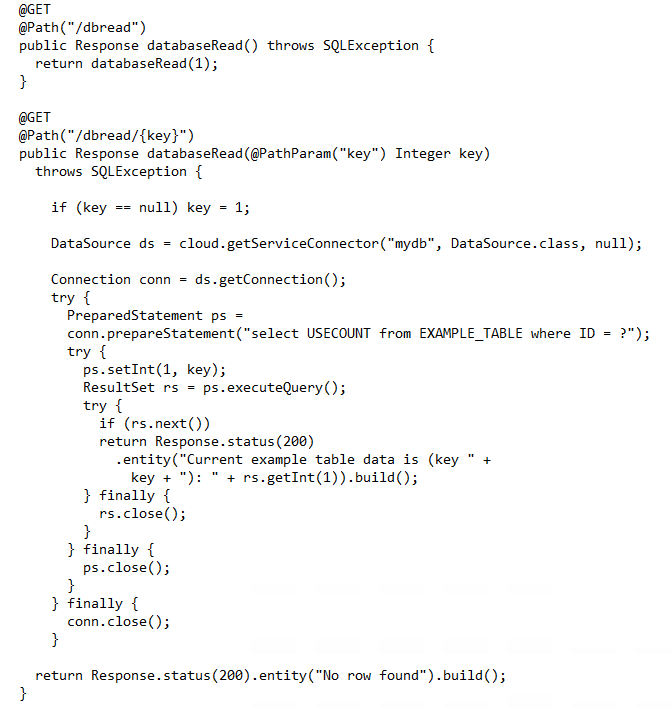 @GET
@Path("/dbread")
public Response databaseRead() throws SQLException {
  return databaseRead(1);
}

@GET
@Path("/dbread/{key}")
public Response databaseRead(@PathParam("key") Integer key)
  throws SQLException {

    if (key == null) key = 1;

    DataSource ds = cloud.getServiceConnector("mydb", DataSource.class, null);

    Connection conn = ds.getConnection();
    try {
      PreparedStatement ps =
      conn.prepareStatement("select USECOUNT from EXAMPLE_TABLE where ID = ?");
      try {
        ps.setInt(1, key);
        ResultSet rs = ps.executeQuery();
        try {
          if (rs.next())
          return Response.status(200)
            .entity("Current example table data is (key " +
              key + "): " + rs.getInt(1)).build();
        } finally {
          rs.close();
        }
      } finally {
        ps.close();
      }
    } finally {
      conn.close();
    }

  return Response.status(200).entity("No row found").build();
}